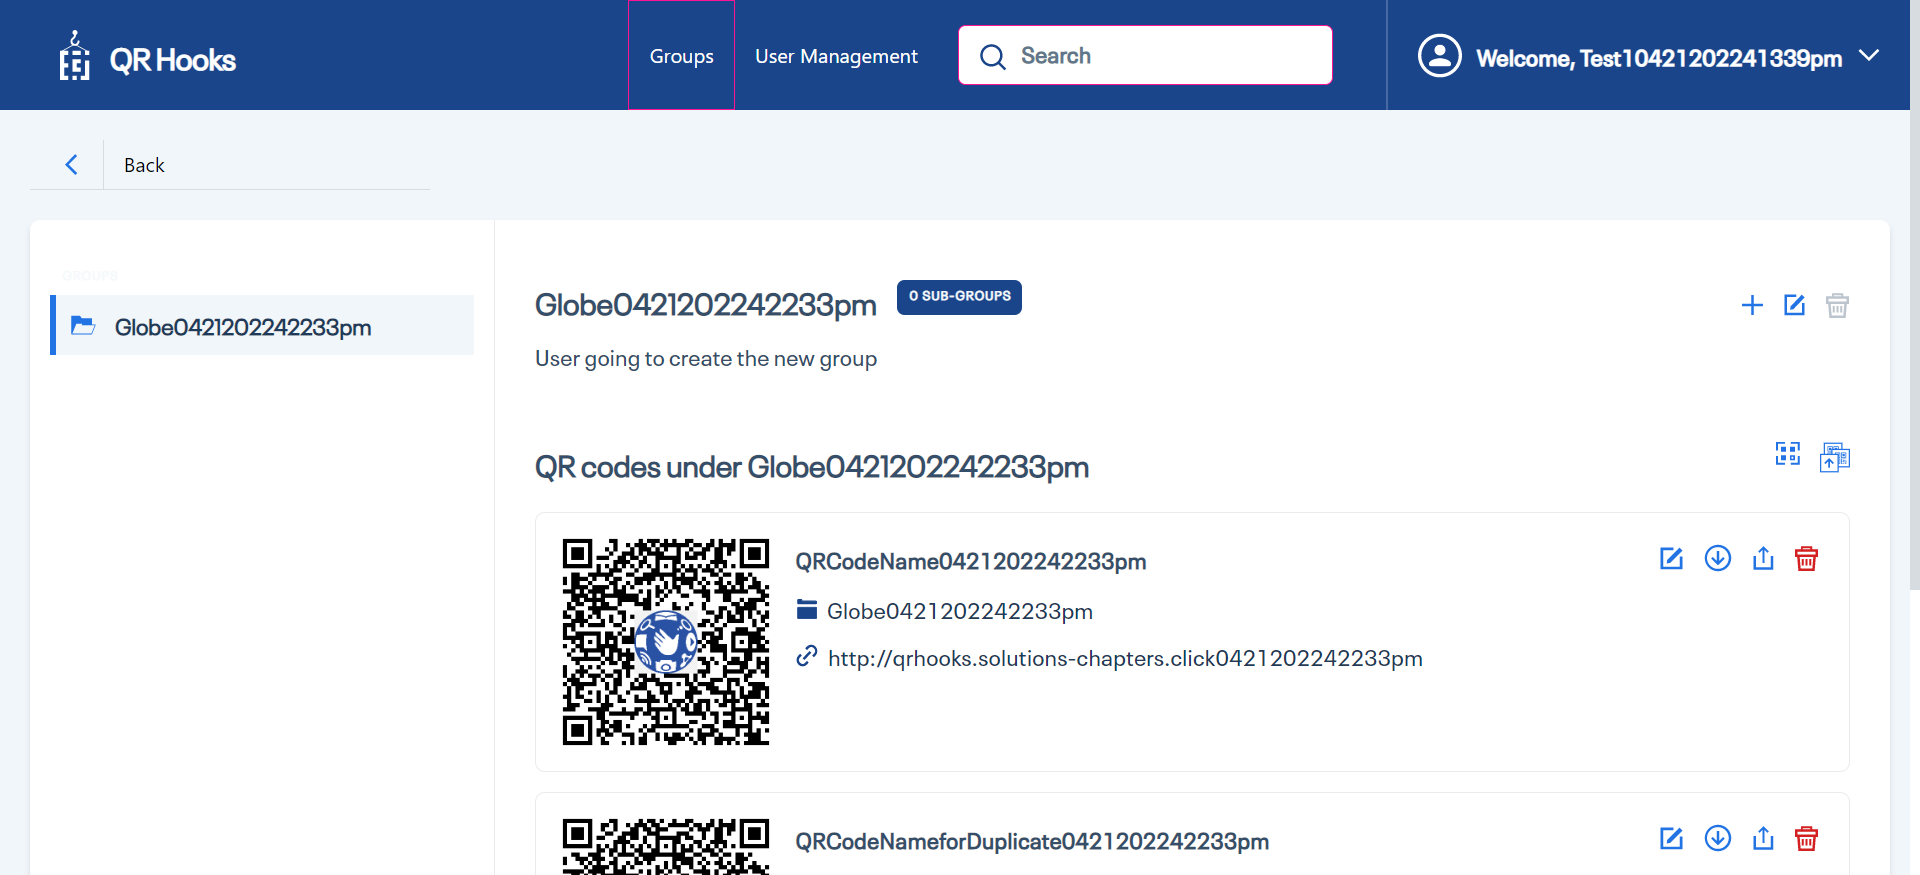 QR Hooks
Groups
User Management
Search
Welcome, Test10421202241339pm
Back
GROUPS
Globe0421202242233pm
Globe0421202242233pm
0 SUB-GROUPS
User going to create the new group
QR codes under Globe0421202242233pm
QRCodeName0421202242233pm
Globe0421202242233pm
http://qrhooks.solutions-chapters.click0421202242233pm
QRCodeNameforDuplicate0421202242233pm